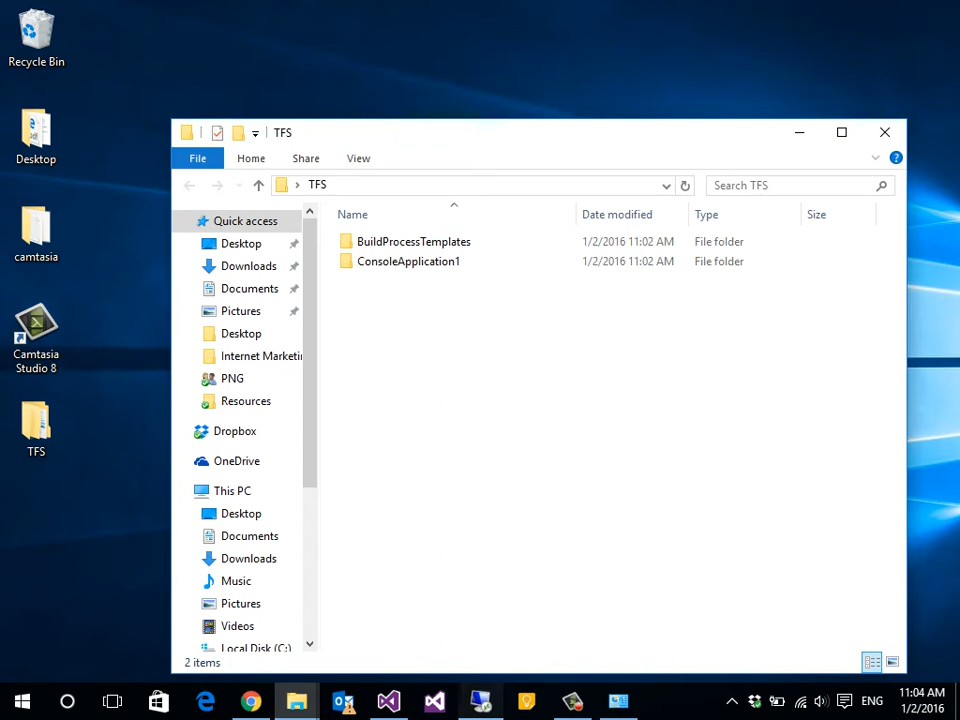 Recycle Bin
Desktop
camtasia
Camtasia
Studio 8
TFS
TFS
File Home Share View
TFS
Search TFS
Name Date modified Type Size
BuildProcessTemplates 1/2/2016 11:02 AM File folder
ConsoleApplication1 1/2/2016 11:02 AM File folder
Quick access
Desktop
Downloads
Documents
Pictures
Desktop
Internet Marketi
PNG
Resources
Dropbox
OneDrive
This PC
Desktop
Documents
Downloads
Music
Pictures
Videos
Local Disk (C:)
2 items
ENG
11:04 AM
1/2/2016